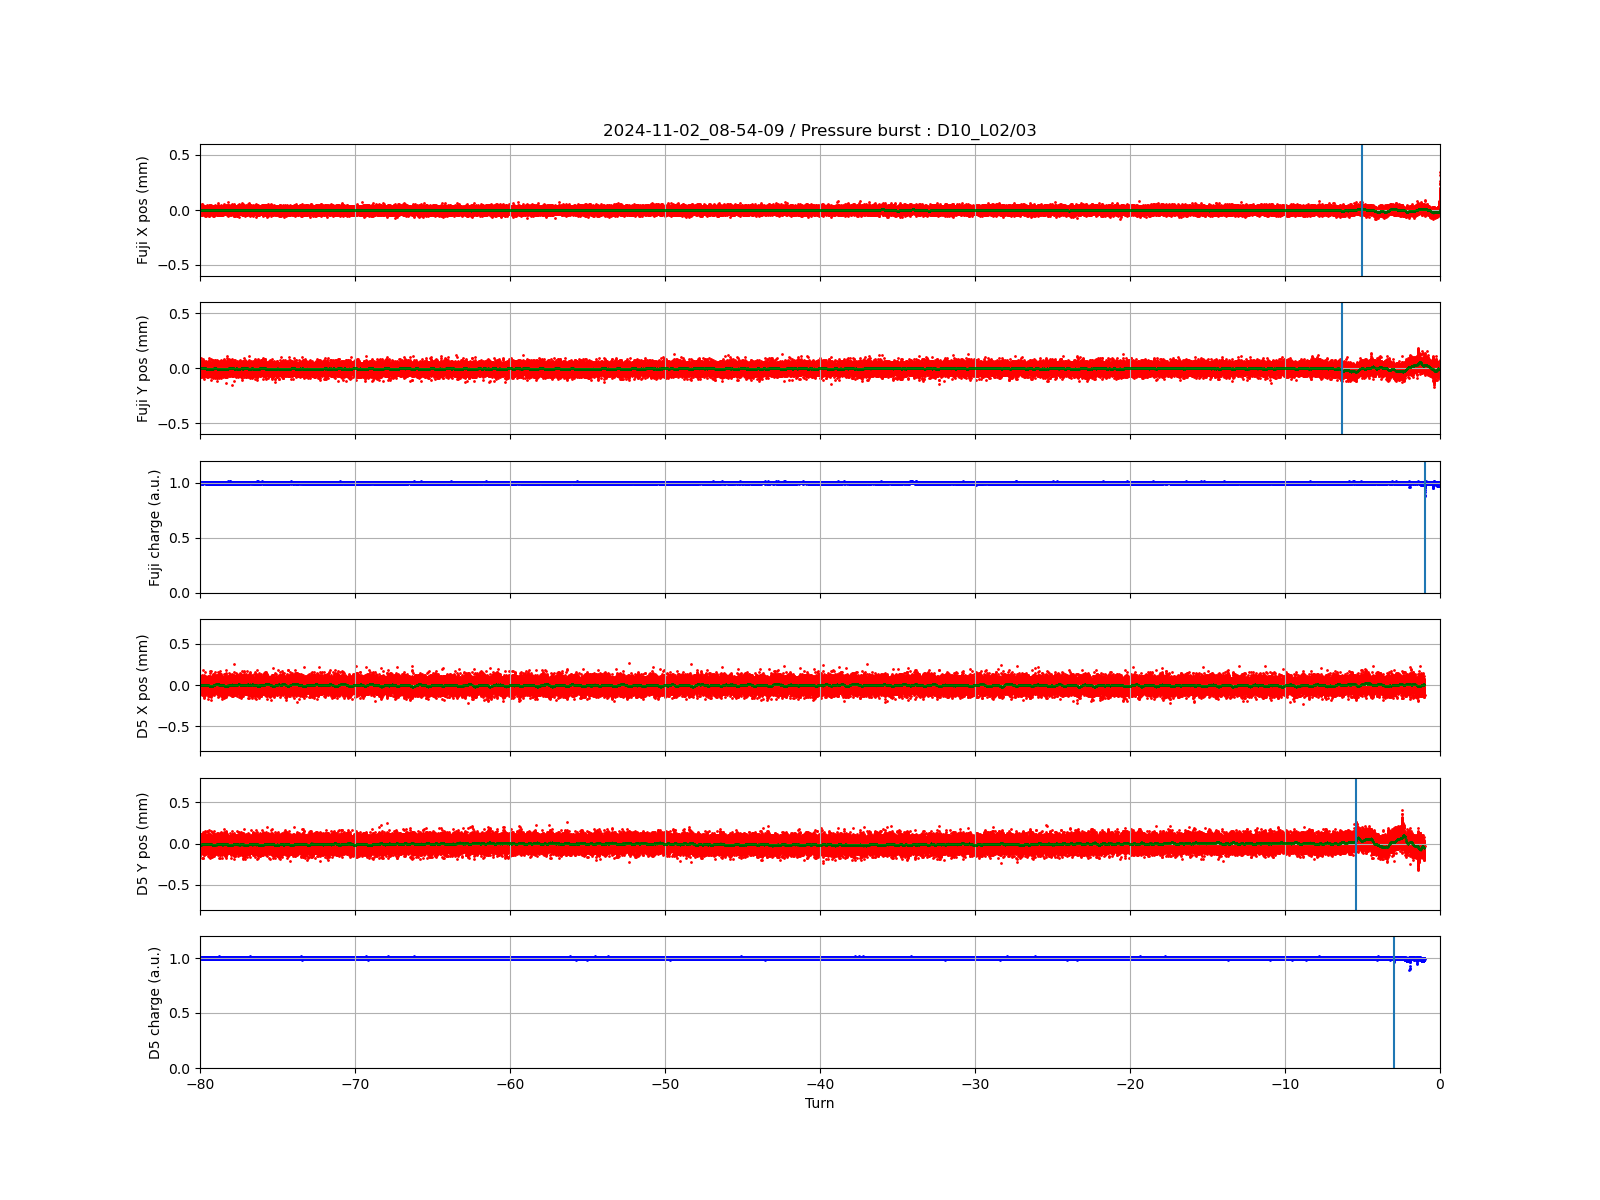 2024-11-02_08-54-09 / Pressure burst : D10_L02/03
0.5
0.0
−0.5
Fuji X pos (mm)
0.5
0.0
−0.5
Fuji Y pos (mm)
1.0
0.5
0.0
Fuji charge (a.u.)
0.5
0.0
−0.5
D5 X pos (mm)
0.5
0.0
−0.5
D5 Y pos (mm)
1.0
0.5
0.0
D5 charge (a.u.)
−80 −70 −60 −50 −40 −30 −20 −10 0
Turn